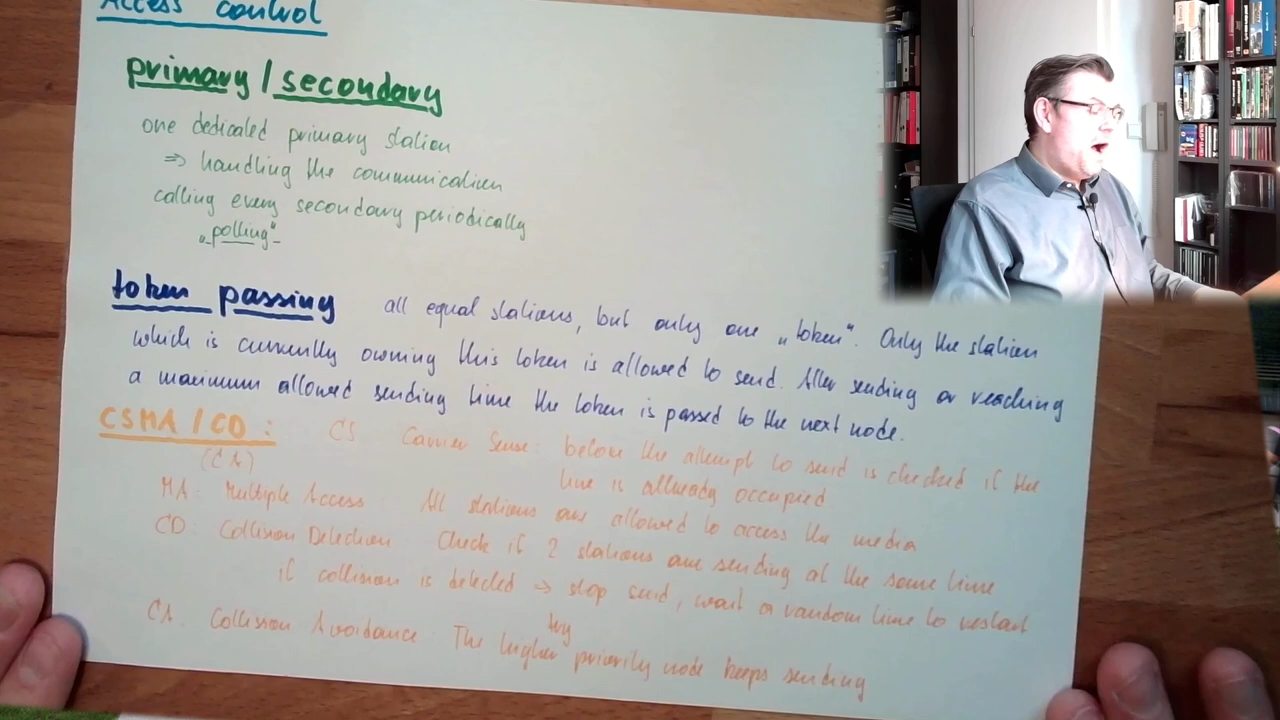 Access control
primary / secondary
one dedicated primary station
⇒ handling the communication
calling every secondary periodically
„polling"
token passing all equal stations, but only one „token". Only the station
which is currently owning this token is allowed to send. After sending or reaching
a maximum allowed sending time the token is passed to the next node.
CSMA / CD : CS Carrier Sense: before the attempt to send is checked if the
(CA) line is allready occupied
MA: Multiple Access All stations are allowed to access the media
CD: Collision Detection Check if 2 stations are sending at the same time
if collision is detected ⇒ stop send, wait a random time to restart
try
CA: Collision Avoidance The higher priority node keeps sending